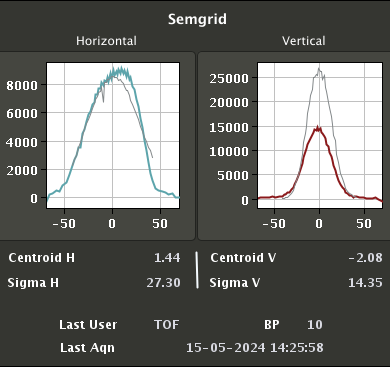 Semgrid
Horizontal Vertical
8000
6000
4000
2000
0
-50 0 50
25000
20000
15000
10000
5000
0
-50 0 50
Centroid H 1.44 Centroid V -2.08
Sigma H 27.30 Sigma V 14.35
Last User TOF BP 10
Last Aqn 15-05-2024 14:25:58